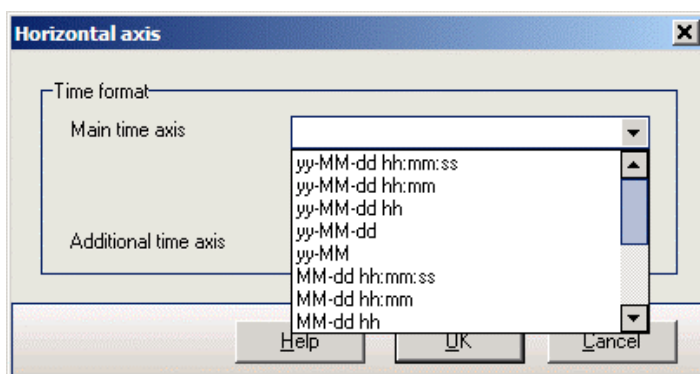 Horizontal axis
Time format
Main time axis
yy-MM-dd hh:mm:ss
yy-MM-dd hh:mm
yy-MM-dd hh
yy-MM-dd
Additional time axis
yy-MM
MM-dd hh:mm:ss
MM-dd hh:mm
MM-dd hh
Help
OK
Cancel